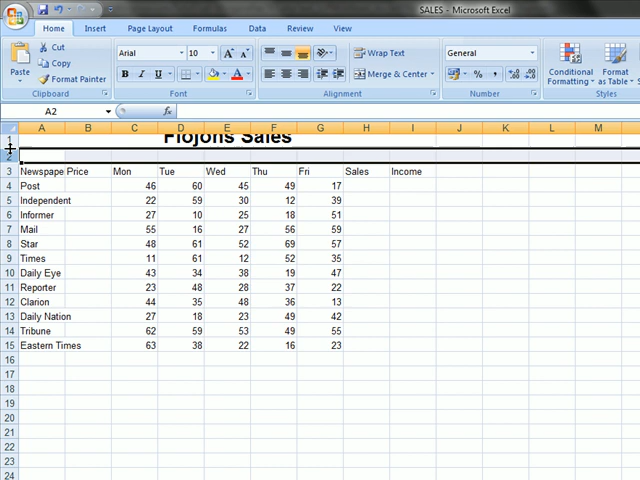 SALES - Microsoft Excel
Home Insert Page Layout Formulas Data Review View
Paste Cut Copy Format Painter Clipboard
Arial 10 A A B I U A Font
Wrap Text Merge & Center Alignment
General % , .0 .00 .00 .0 Number
Conditional Formatting Format as Table
A2 fx
A B C D E F G H I J K L M
1 Flojons Sales
2
3 Newspape Price Mon Tue Wed Thu Fri Sales Income
4 Post 46 60 45 49 17
5 Independent 22 59 30 12 39
6 Informer 27 10 25 18 51
7 Mail 55 16 27 56 59
8 Star 48 61 52 69 57
9 Times 11 61 12 52 35
10 Daily Eye 43 34 38 19 47
11 Reporter 23 48 28 37 22
12 Clarion 44 35 48 36 13
13 Daily Nation 27 18 23 49 42
14 Tribune 62 59 53 49 55
15 Eastern Times 63 38 22 16 23
16
17
18
19
20
21
22
23
24